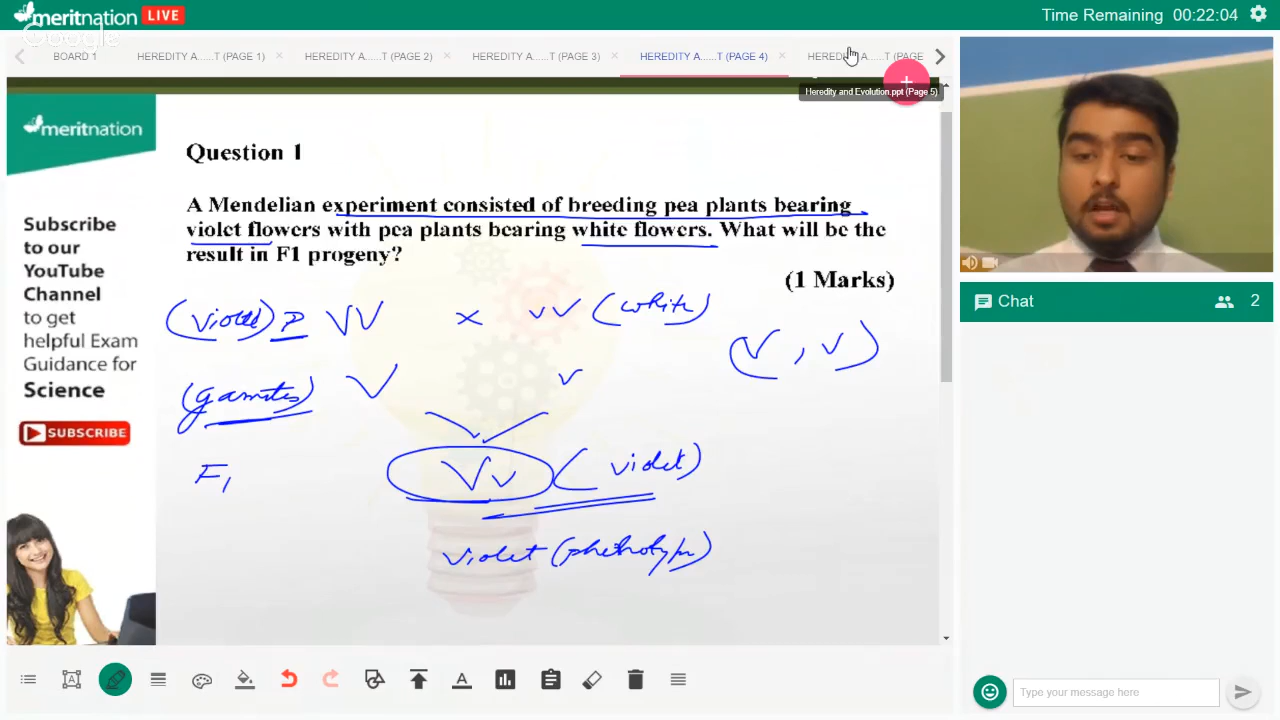 meritnation LIVE
Google
Time Remaining 00:22:04
BOARD 1
HEREDITY A......T (PAGE 1)
HEREDITY A......T (PAGE 2)
HEREDITY A......T (PAGE 3)
HEREDITY A......T (PAGE 4)
HEREDITY A......T (PAGE
Heredity and Evolution.ppt (Page 5)
meritnation
Subscribe
to our
YouTube
Channel
to get
helpful Exam
Guidance for
Science
SUBSCRIBE
Question 1
A Mendelian experiment consisted of breeding pea plants bearing
violet flowers with pea plants bearing white flowers. What will be the
result in F1 progeny?
(1 Marks)
(violet) P VV x vv (white)
(V, v)
(gametes) V v
F1 Vv (violet)
violet (phenotype)
Chat 2
Type your message here